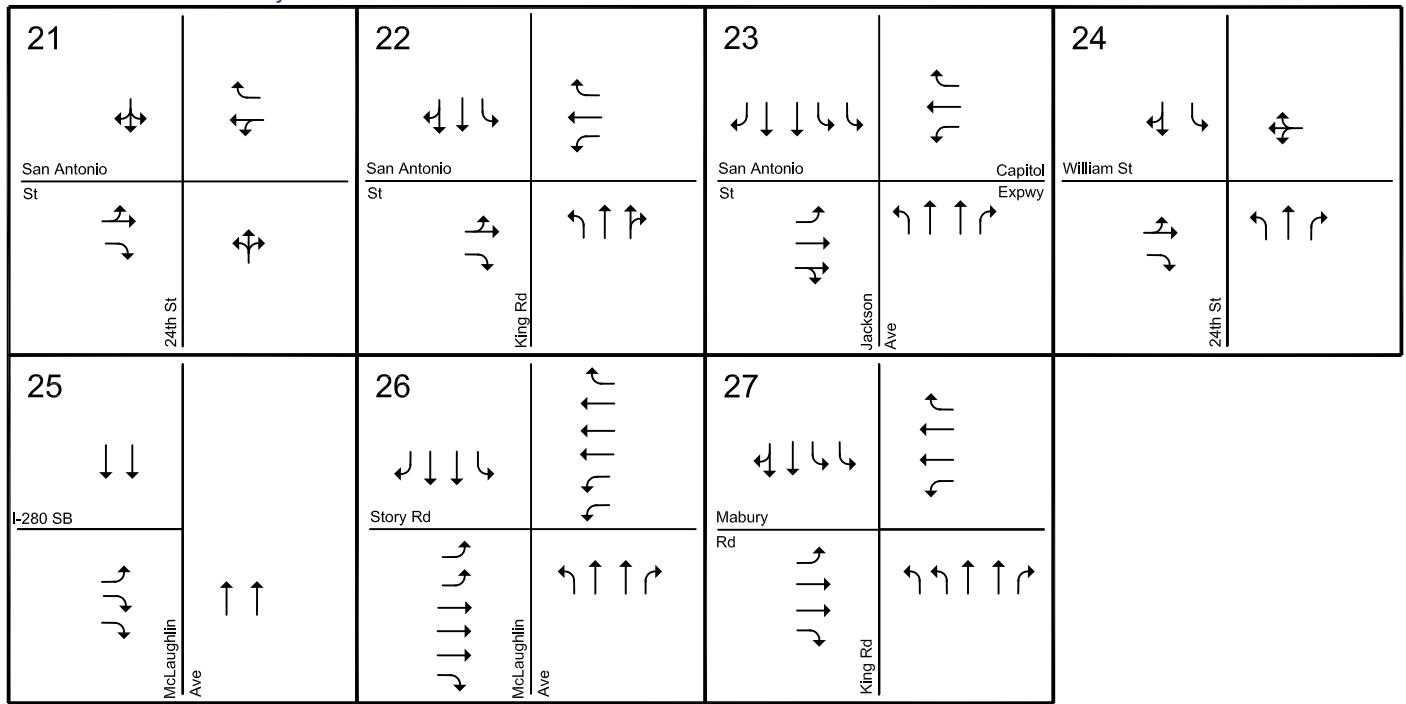 21
San Antonio
St
24th St
22
San Antonio
St
King Rd
23
San Antonio
St
Capitol
Expwy
Jackson
Ave
24
William St
24th St
25
I-280 SB
McLaughlin
Ave
26
Story Rd
McLaughlin
Ave
27
Mabury
Rd
King Rd